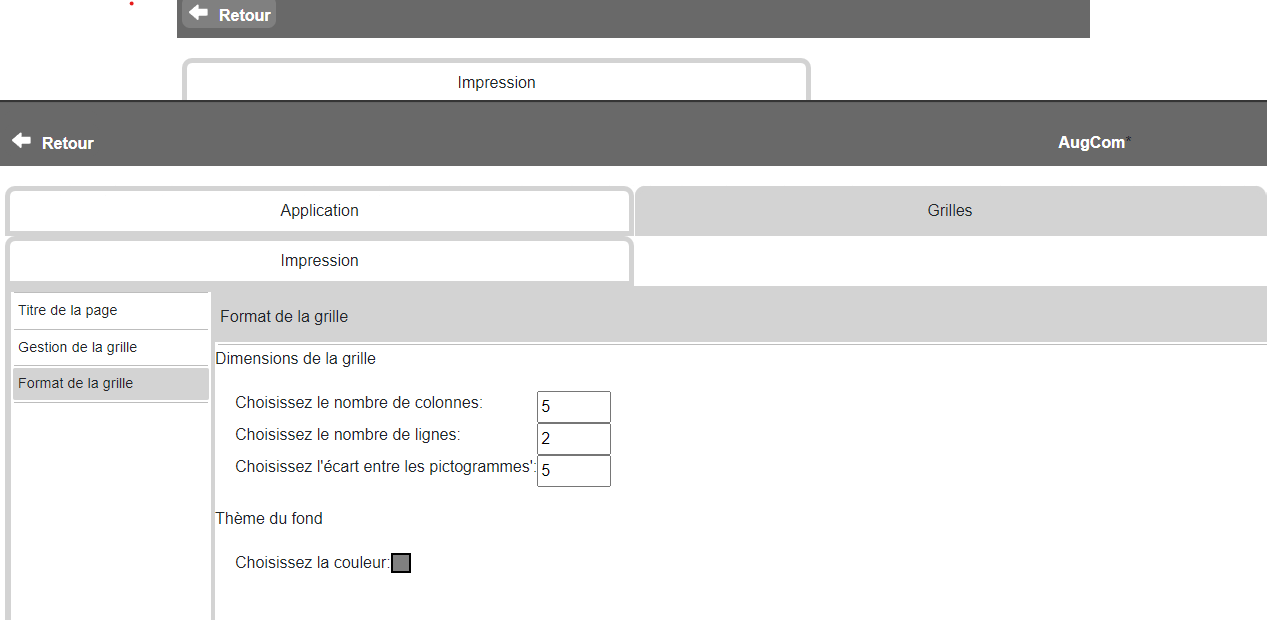 Retour
Impression
Retour
AugCom*
Application
Grilles
Impression
Titre de la page
Gestion de la grille
Format de la grille
Format de la grille
Dimensions de la grille
Choisissez le nombre de colonnes: 5
Choisissez le nombre de lignes: 2
Choisissez l'écart entre les pictogrammes': 5
Thème du fond
Choisissez la couleur: